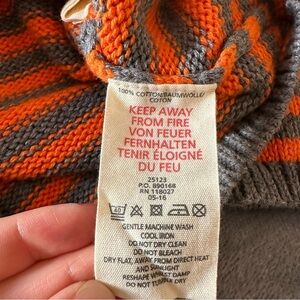 100% COTTON/BAUMWOLLE/
COTON
KEEP AWAY
FROM FIRE
VON FEUER
FERNHALTEN
TENIR ÉLOIGNÉ
DU FEU
25123
P.O. 890168
RN 118027
05-16
40
GENTLE MACHINE WASH
COOL IRON
DO NOT DRY CLEAN
DO NOT BLEACH
DRY FLAT, AWAY FROM DIRECT HEAT
AND SUNLIGHT
RESHAPE WHILST DAMP
DO NOT TUMBLE DRY